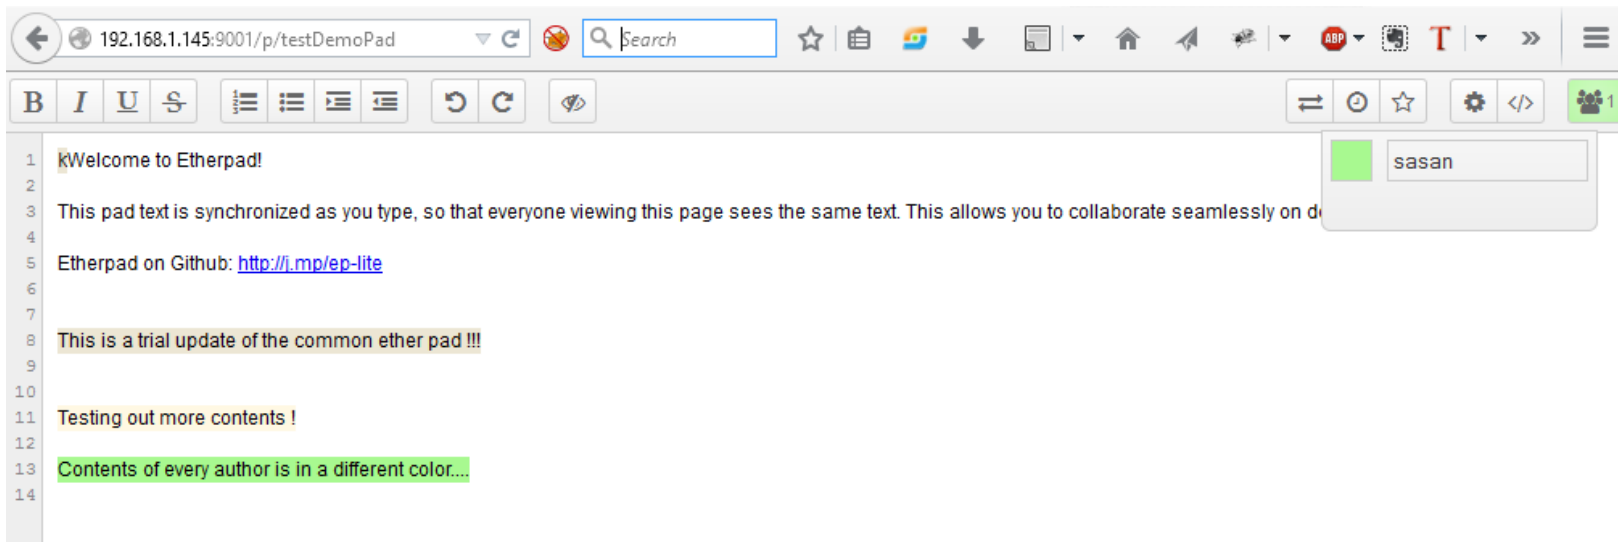 192.168.1.145:9001/p/testDemoPad Search ABP T
B I U S 1
sasan
1 kWelcome to Etherpad!
2
3 This pad text is synchronized as you type, so that everyone viewing this page sees the same text. This allows you to collaborate seamlessly on d
4
5 Etherpad on Github: http://j.mp/ep-lite
6
7
8 This is a trial update of the common ether pad !!!
9
10
11 Testing out more contents !
12
13 Contents of every author is in a different color....
14